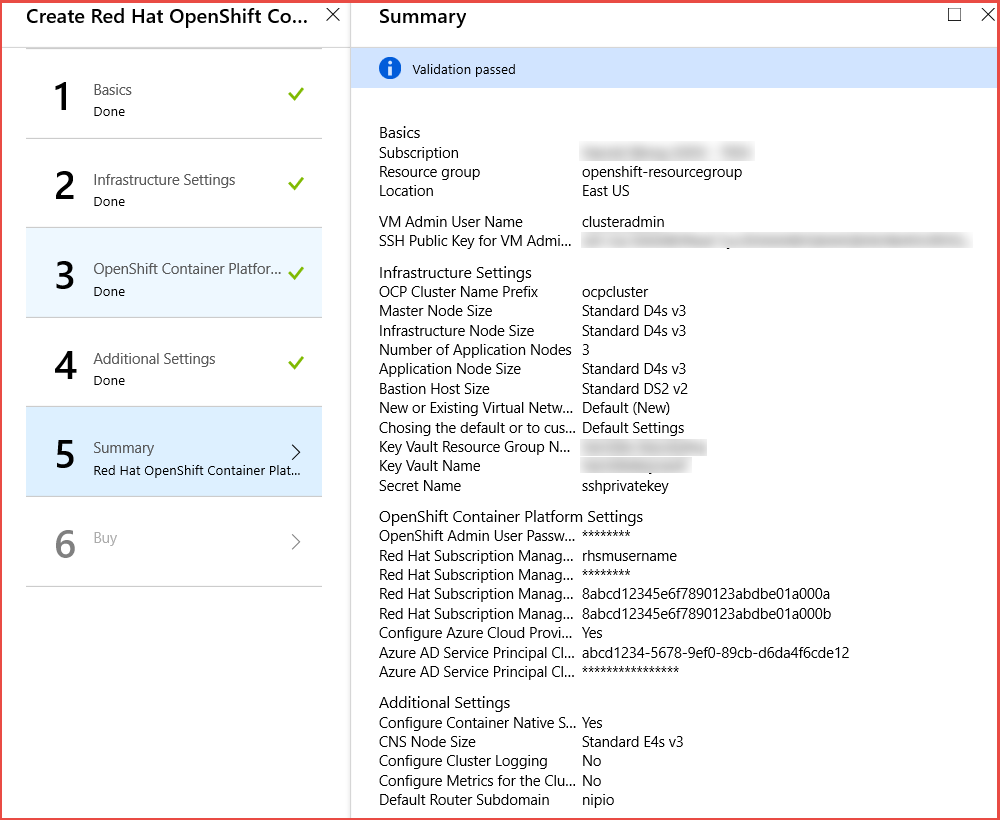 Create Red Hat OpenShift Co...
1
Basics
Done
2
Infrastructure Settings
Done
3
OpenShift Container Platfor...
Done
4
Additional Settings
Done
5
Summary
Red Hat OpenShift Container Plat...
6
Buy
Summary
Validation passed
Basics
Subscription
Resource group openshift-resourcegroup
Location East US
VM Admin User Name clusteradmin
SSH Public Key for VM Admi...
Infrastructure Settings
OCP Cluster Name Prefix ocpcluster
Master Node Size Standard D4s v3
Infrastructure Node Size Standard D4s v3
Number of Application Nodes 3
Application Node Size Standard D4s v3
Bastion Host Size Standard DS2 v2
New or Existing Virtual Netw... Default (New)
Chosing the default or to cus... Default Settings
Key Vault Resource Group N...
Key Vault Name
Secret Name sshprivatekey
OpenShift Container Platform Settings
OpenShift Admin User Passw... ********
Red Hat Subscription Manag... rhsmusername
Red Hat Subscription Manag... ********
Red Hat Subscription Manag... 8abcd12345e6f7890123abdbe01a000a
Red Hat Subscription Manag... 8abcd12345e6f7890123abdbe01a000b
Configure Azure Cloud Provi... Yes
Azure AD Service Principal Cl... abcd1234-5678-9ef0-89cb-d6da4f6cde12
Azure AD Service Principal Cl... ****************
Additional Settings
Configure Container Native S... Yes
CNS Node Size Standard E4s v3
Configure Cluster Logging No
Configure Metrics for the Clu... No
Default Router Subdomain nipio